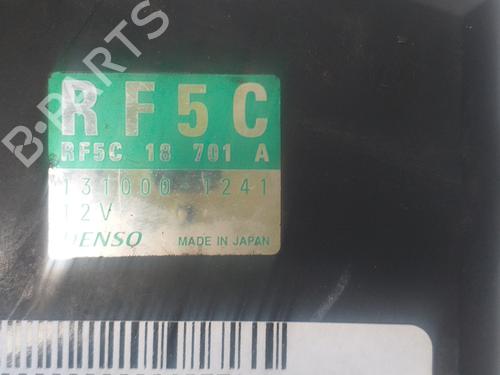 RF5C
RF5C 18 701 A
131000 1241
12V
DENSO MADE IN JAPAN
B-PARTS